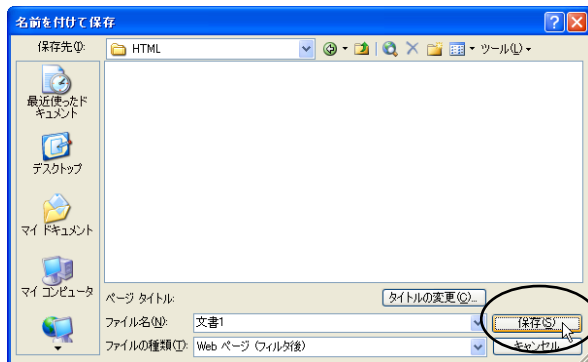 名前を付けて保存
保存先(I):
HTML
ツール(L)
最近使ったド
キュメント
デスクトップ
マイ ドキュメント
マイ コンピュータ
ページ タイトル:
タイトルの変更(C)...
ファイル名(N):
文書1
保存(S)
ファイルの種類(T):
Web ページ (フィルタ後)
キャンセル